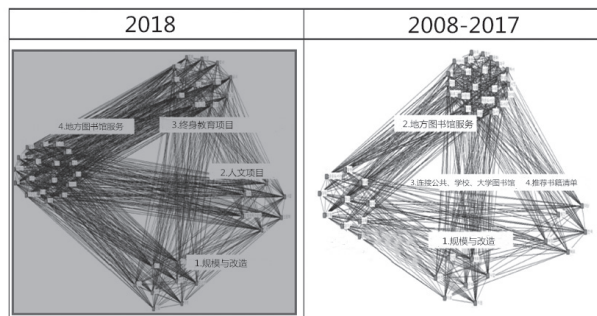 2018
2008-2017
4.地方图书馆服务
3.终身教育项目
2.人文项目
1.规模与改造
2.地方图书馆服务
3.连接公共、学校、大学图书馆
4.推荐书籍清单
1.规模与改造